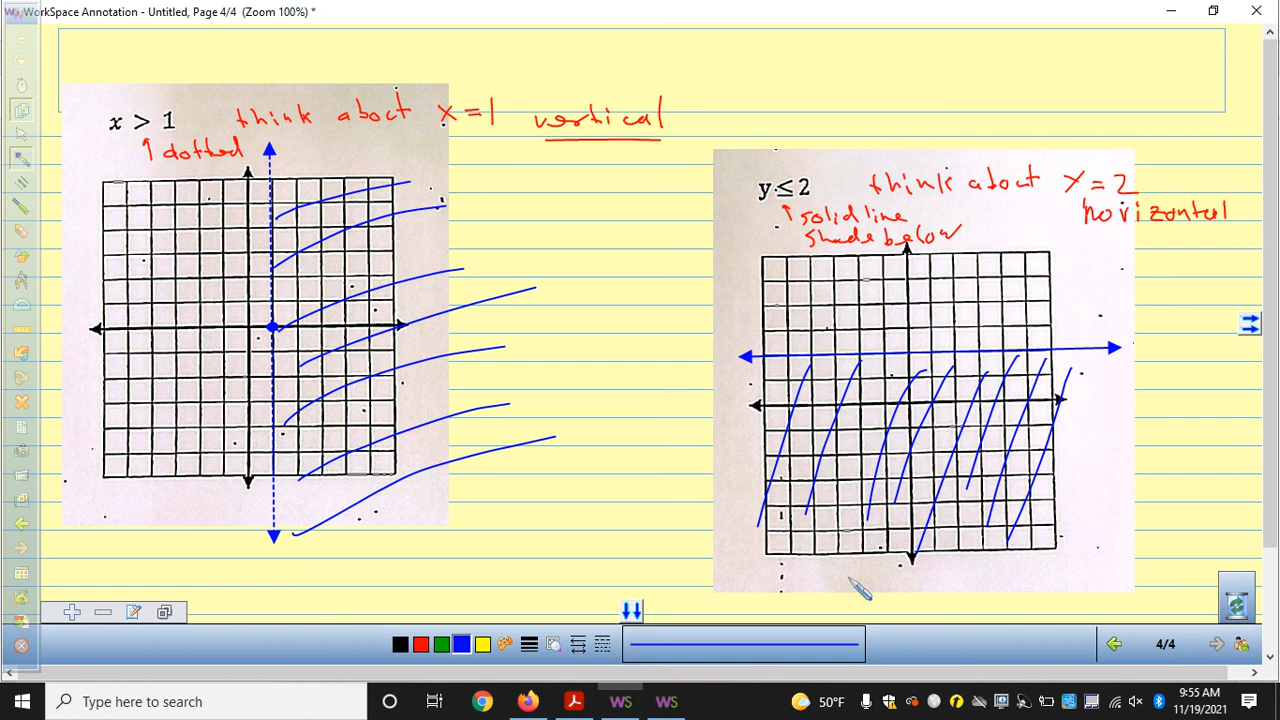 WorkSpace Annotation - Untitled, Page 4/4 (Zoom 100%) *
x > 1
think about x = 1 vertical
↑ dotted
y ≤ 2
think about y = 2
horizontal
↑ solid line
shade below
4/4
Type here to search
50°F
9:55 AM
11/19/2021